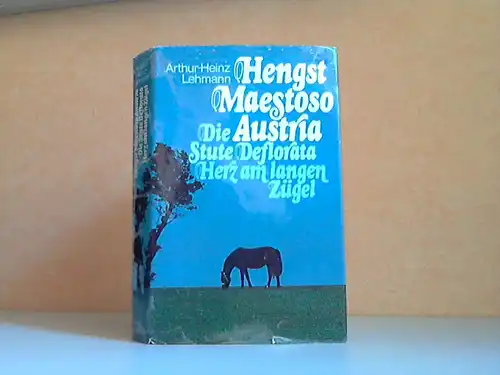 Arthur-Heinz
Lehmann
Hengst
Maestoso
Austria
Die
Stute Deflorata
Herz am langen
Zügel